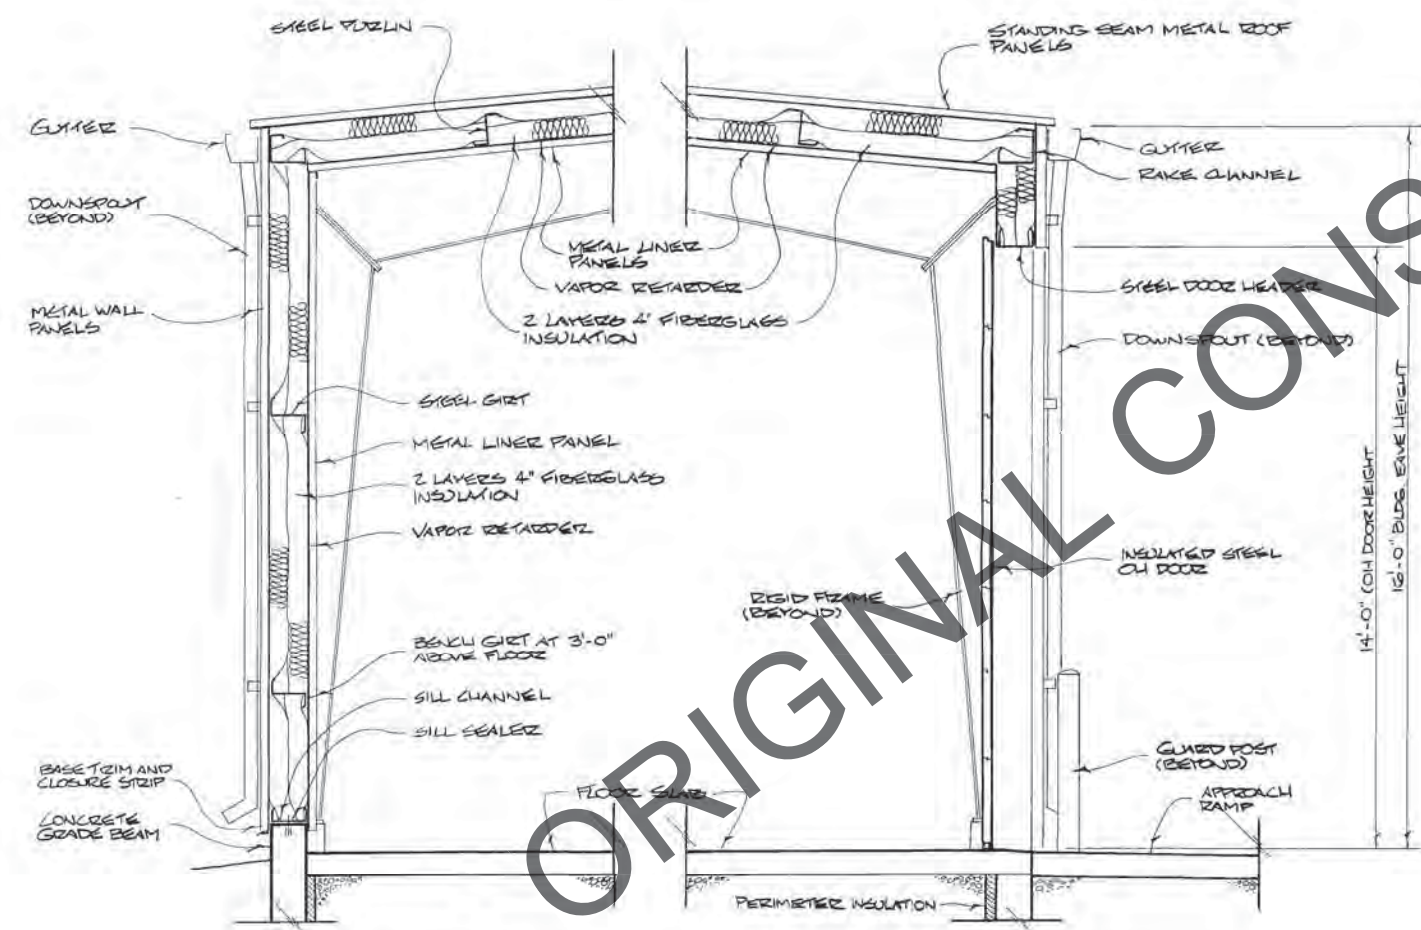 STEEL PURLIN
STANDING SEAM METAL ROOF
PANELS
GUTTER
GUTTER
RAKE CHANNEL
DOWNSPOUT
(BEYOND)
METAL LINER
PANELS
VAPOR RETARDER
STEEL DOOR HEADER
METAL WALL
PANELS
2 LAYERS 4" FIBERGLASS
INSULATION
DOWNSPOUT (BEYOND)
STEEL GIRT
METAL LINER PANEL
2 LAYERS 4" FIBERGLASS
INSULATION
VAPOR RETARDER
14'-0" (OH DOOR HEIGHT
16'-0" BLDG. EAVE HEIGHT
INSULATED STEEL
OH DOOR
RIGID FRAME
(BEYOND)
BENCH GIRT AT 3'-0"
ABOVE FLOOR
SILL CHANNEL
SILL SEALER
GUARD POST
(BEYOND)
BASE TRIM AND
CLOSURE STRIP
FLOOR SLAB
APPROACH
RAMP
CONCRETE
GRADE BEAM
PERIMETER INSULATION
ORIGINAL CONS